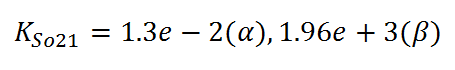 K_{So21} = 1.3e − 2(α), 1.96e + 3(β)